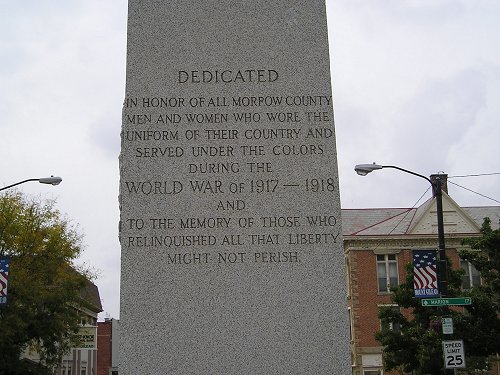 DEDICATED
IN HONOR OF ALL MORROW COUNTY
MEN AND WOMEN WHO WORE THE
UNIFORM OF THEIR COUNTRY AND
SERVED UNDER THE COLORS
DURING THE
WORLD WAR OF 1917 — 1918
AND
TO THE MEMORY OF THOSE WHO
RELINQUISHED ALL THAT LIBERTY
MIGHT NOT PERISH.
MARION
SPEED
LIMIT
25